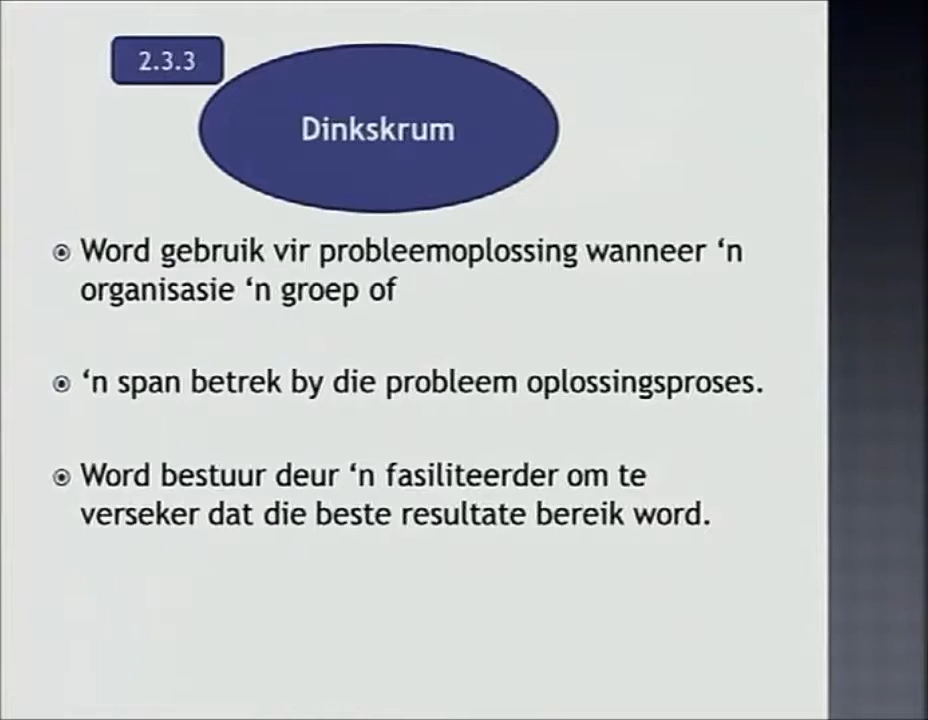 2.3.3
Dinkskrum
Word gebruik vir probleemoplossing wanneer ‘n
organisasie ‘n groep of
‘n span betrek by die probleem oplossingsproses.
Word bestuur deur ‘n fasiliteerder om te
verseker dat die beste resultate bereik word.